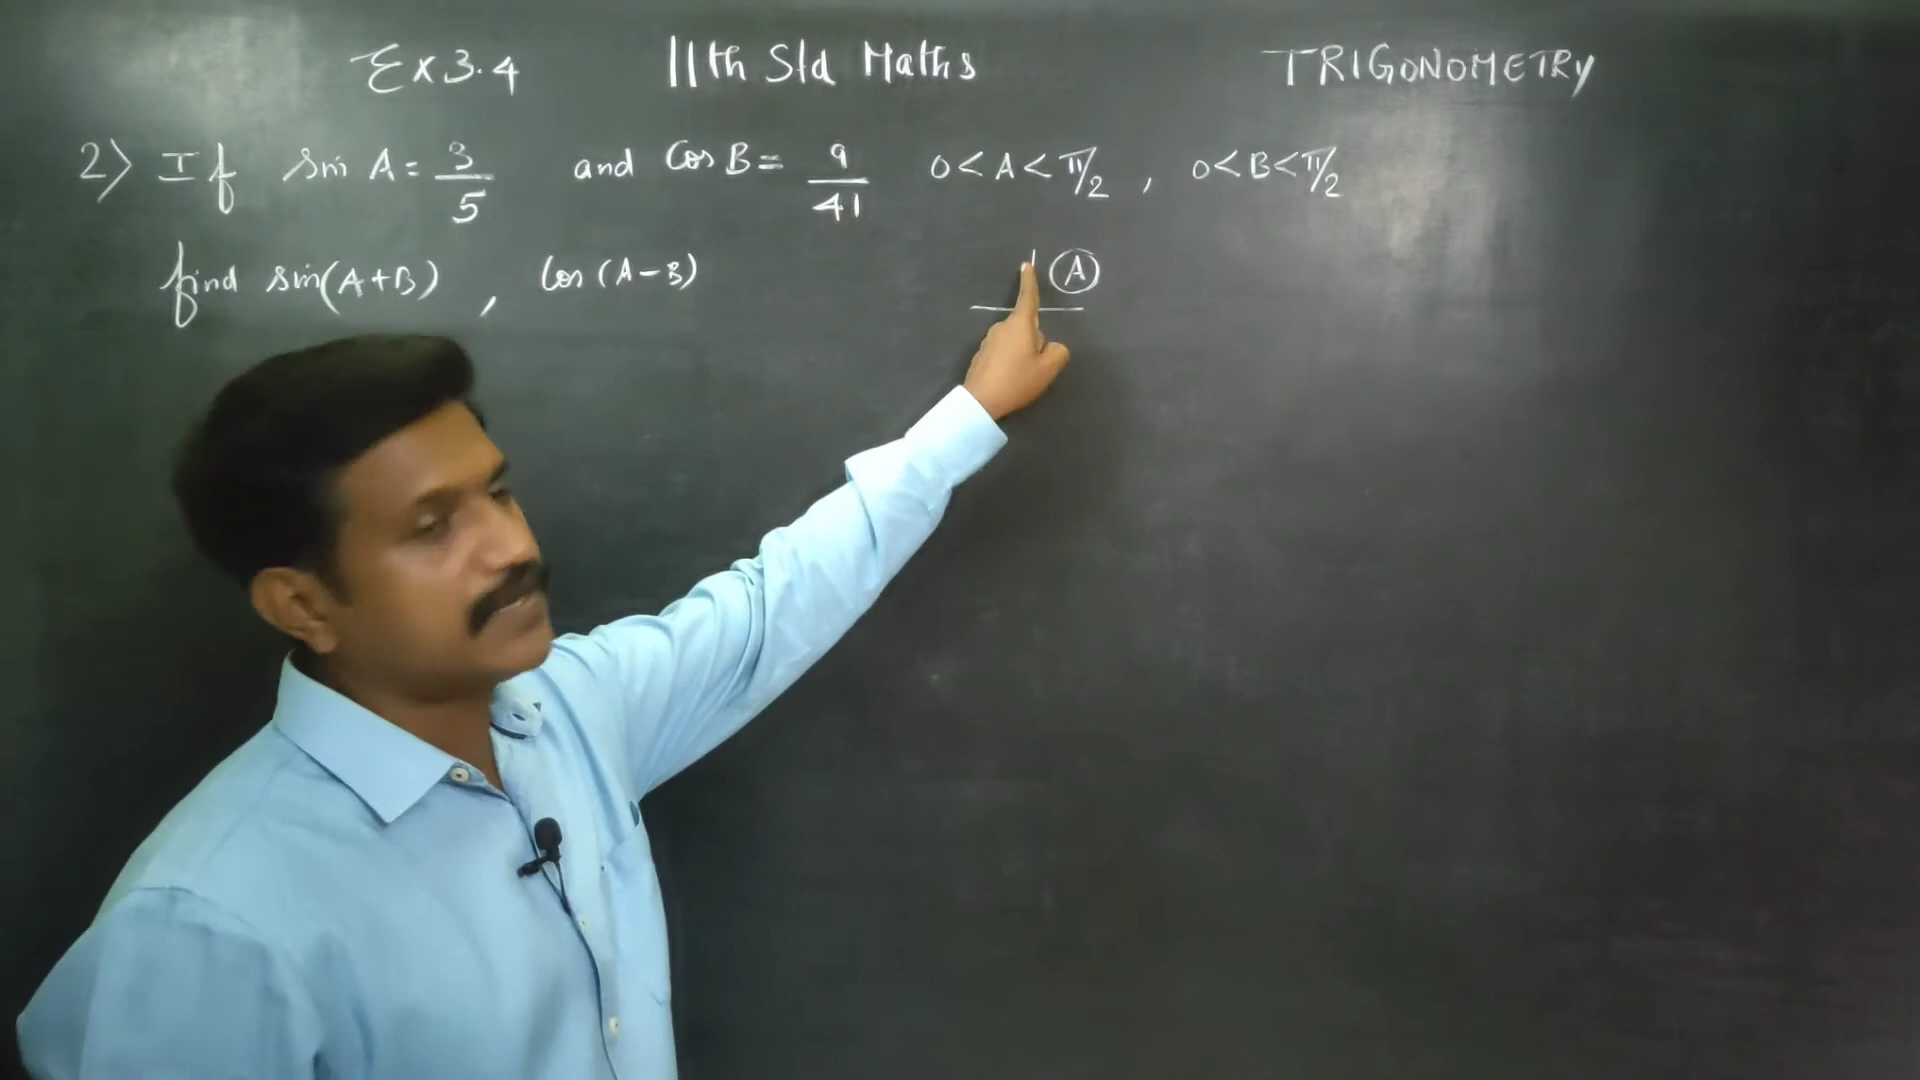 Ex 3.4 11th Std Maths TRIGONOMETRY
2) If sin A = 3/5 and Cos B = 9/41 0 < A < π/2 , 0 < B < π/2
find sin(A+B) , Cos (A-B)
A